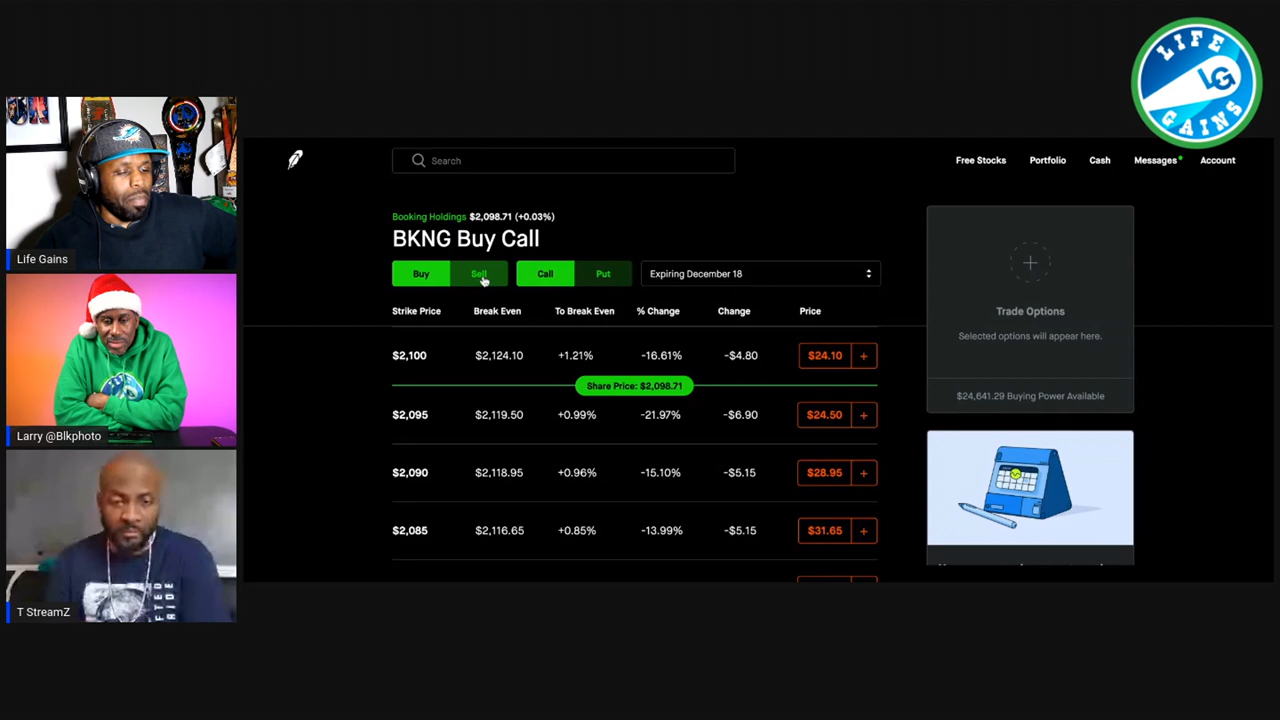 LIFE
LG
GAINS
Search
Free Stocks
Portfolio
Cash
Messages
Account
Life Gains
Larry @Blkphoto
T StreamZ
Booking Holdings $2,098.71 (+0.03%)
BKNG Buy Call
Buy Sell Call Put Expiring December 18
Strike Price Break Even To Break Even % Change Change Price
$2,100 $2,124.10 +1.21% -16.61% -$4.80 $24.10 +
Share Price: $2,098.71
$2,095 $2,119.50 +0.99% -21.97% -$6.90 $24.50 +
$2,090 $2,118.95 +0.96% -15.10% -$5.15 $28.95 +
$2,085 $2,116.65 +0.85% -13.99% -$5.15 $31.65 +
Trade Options
Selected options will appear here.
$24,641.29 Buying Power Available